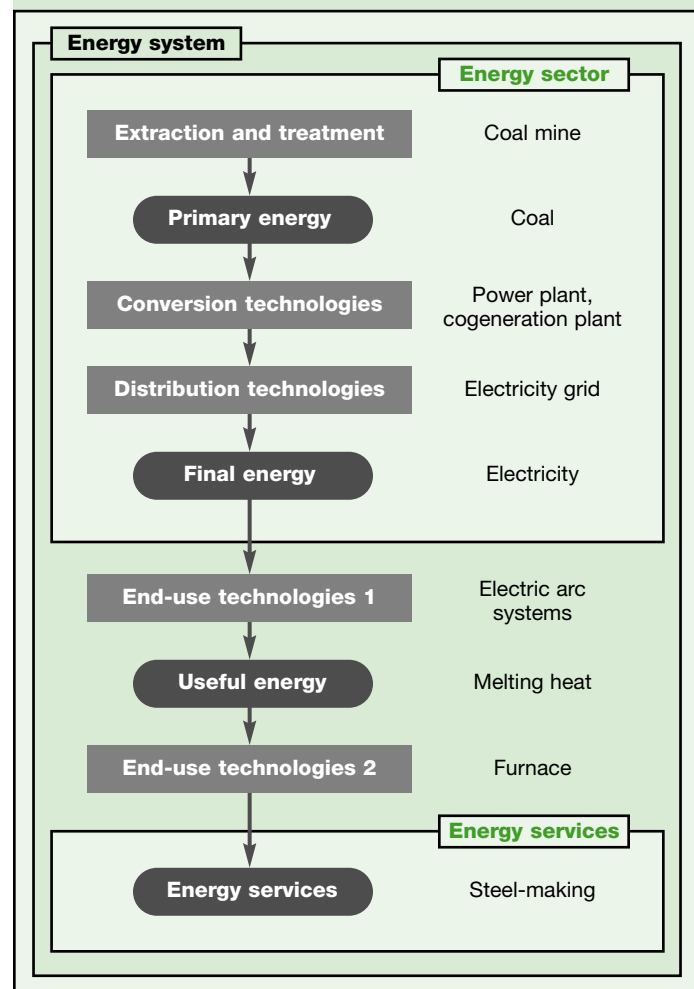 Energy system
Energy sector
Extraction and treatment
Coal mine
Primary energy
Coal
Conversion technologies
Power plant,
cogeneration plant
Distribution technologies
Electricity grid
Final energy
Electricity
End-use technologies 1
Electric arc
systems
Useful energy
Melting heat
End-use technologies 2
Furnace
Energy services
Energy services
Steel-making